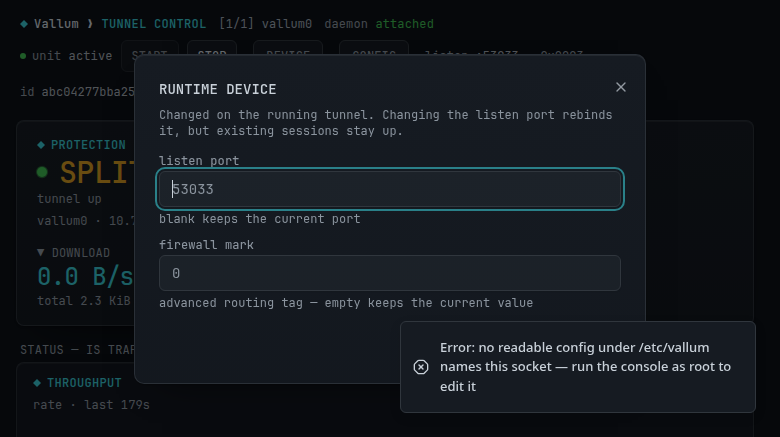 Vallum ❯ TUNNEL CONTROL [1/1] vallum0 daemon attached
unit active START STOP DEVICE CONFIG
id abc04277bba25
PROTECTION
SPLIT
tunnel up
vallum0 · 10.7
▼ DOWNLOAD
0.0 B/s
total 2.3 KiB
RUNTIME DEVICE
Changed on the running tunnel. Changing the listen port rebinds
it, but existing sessions stay up.
listen port
53033
blank keeps the current port
firewall mark
0
advanced routing tag — empty keeps the current value
Error: no readable config under /etc/vallum
names this socket — run the console as root to
edit it
STATUS — IS TRAF
THROUGHPUT
rate · last 179s